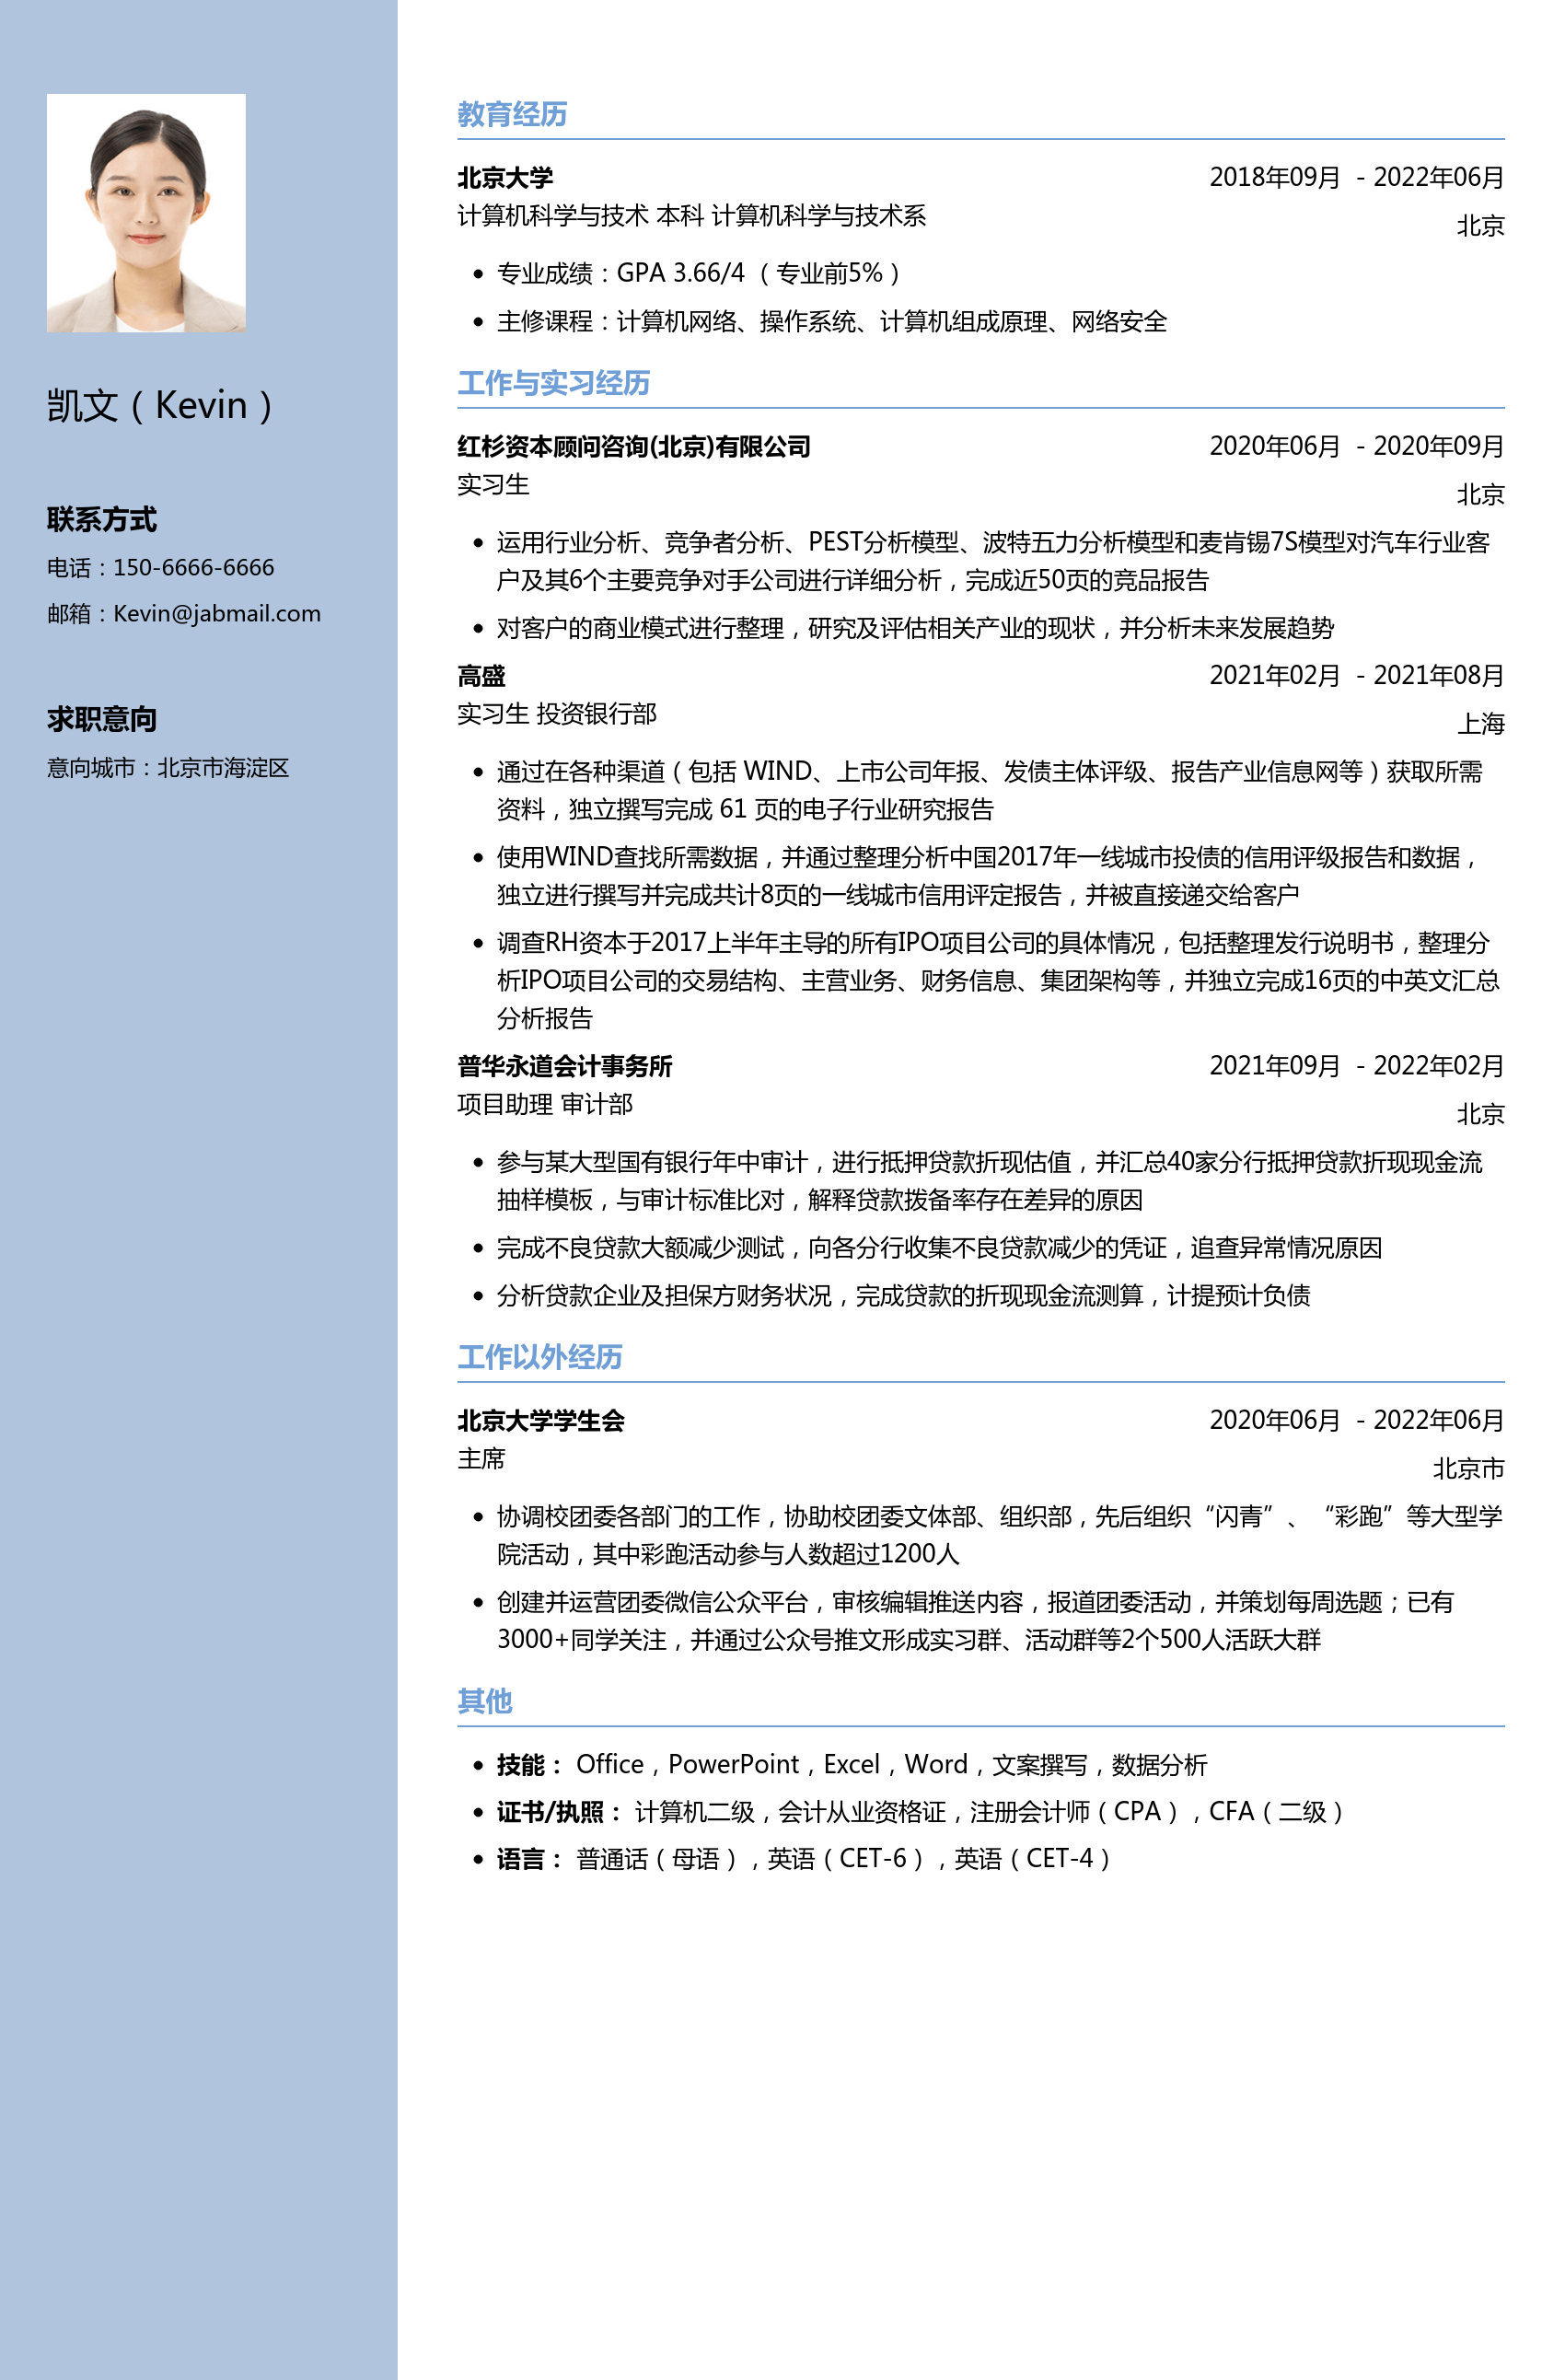 凯文（Kevin）
联系方式
电话：150-6666-6666
邮箱：Kevin@jabmail.com
求职意向
意向城市：北京市海淀区
教育经历
北京大学 2018年09月 - 2022年06月
计算机科学与技术 本科 计算机科学与技术系 北京
• 专业成绩：GPA 3.66/4 （专业前5%）
• 主修课程：计算机网络、操作系统、计算机组成原理、网络安全
工作与实习经历
红杉资本顾问咨询(北京)有限公司 2020年06月 - 2020年09月
实习生 北京
• 运用行业分析、竞争者分析、PEST分析模型、波特五力分析模型和麦肯锡7S模型对汽车行业客
户及其6个主要竞争对手公司进行详细分析，完成近50页的竞品报告
• 对客户的商业模式进行整理，研究及评估相关产业的现状，并分析未来发展趋势
高盛 2021年02月 - 2021年08月
实习生 投资银行部 上海
• 通过在各种渠道（包括 WIND、上市公司年报、发债主体评级、报告产业信息网等）获取所需
资料，独立撰写完成 61 页的电子行业研究报告
• 使用WIND查找所需数据，并通过整理分析中国2017年一线城市投债的信用评级报告和数据，
独立进行撰写并完成共计8页的一线城市信用评定报告，并被直接递交给客户
• 调查RH资本于2017上半年主导的所有IPO项目公司的具体情况，包括整理发行说明书，整理分
析IPO项目公司的交易结构、主营业务、财务信息、集团架构等，并独立完成16页的中英文汇总
分析报告
普华永道会计事务所 2021年09月 - 2022年02月
项目助理 审计部 北京
• 参与某大型国有银行年中审计，进行抵押贷款折现估值，并汇总40家分行抵押贷款折现现金流
抽样模板，与审计标准比对，解释贷款拨备率存在差异的原因
• 完成不良贷款大额减少测试，向各分行收集不良贷款减少的凭证，追查异常情况原因
• 分析贷款企业及担保方财务状况，完成贷款的折现现金流测算，计提预计负债
工作以外经历
北京大学学生会 2020年06月 - 2022年06月
主席 北京市
• 协调校团委各部门的工作，协助校团委文体部、组织部，先后组织“闪青”、“彩跑”等大型学
院活动，其中彩跑活动参与人数超过1200人
• 创建并运营团委微信公众平台，审核编辑推送内容，报道团委活动，并策划每周选题；已有
3000+同学关注，并通过公众号推文形成实习群、活动群等2个500人活跃大群
其他
• 技能： Office，PowerPoint，Excel，Word，文案撰写，数据分析
• 证书/执照： 计算机二级，会计从业资格证，注册会计师（CPA），CFA（二级）
• 语言： 普通话（母语），英语（CET-6），英语（CET-4）